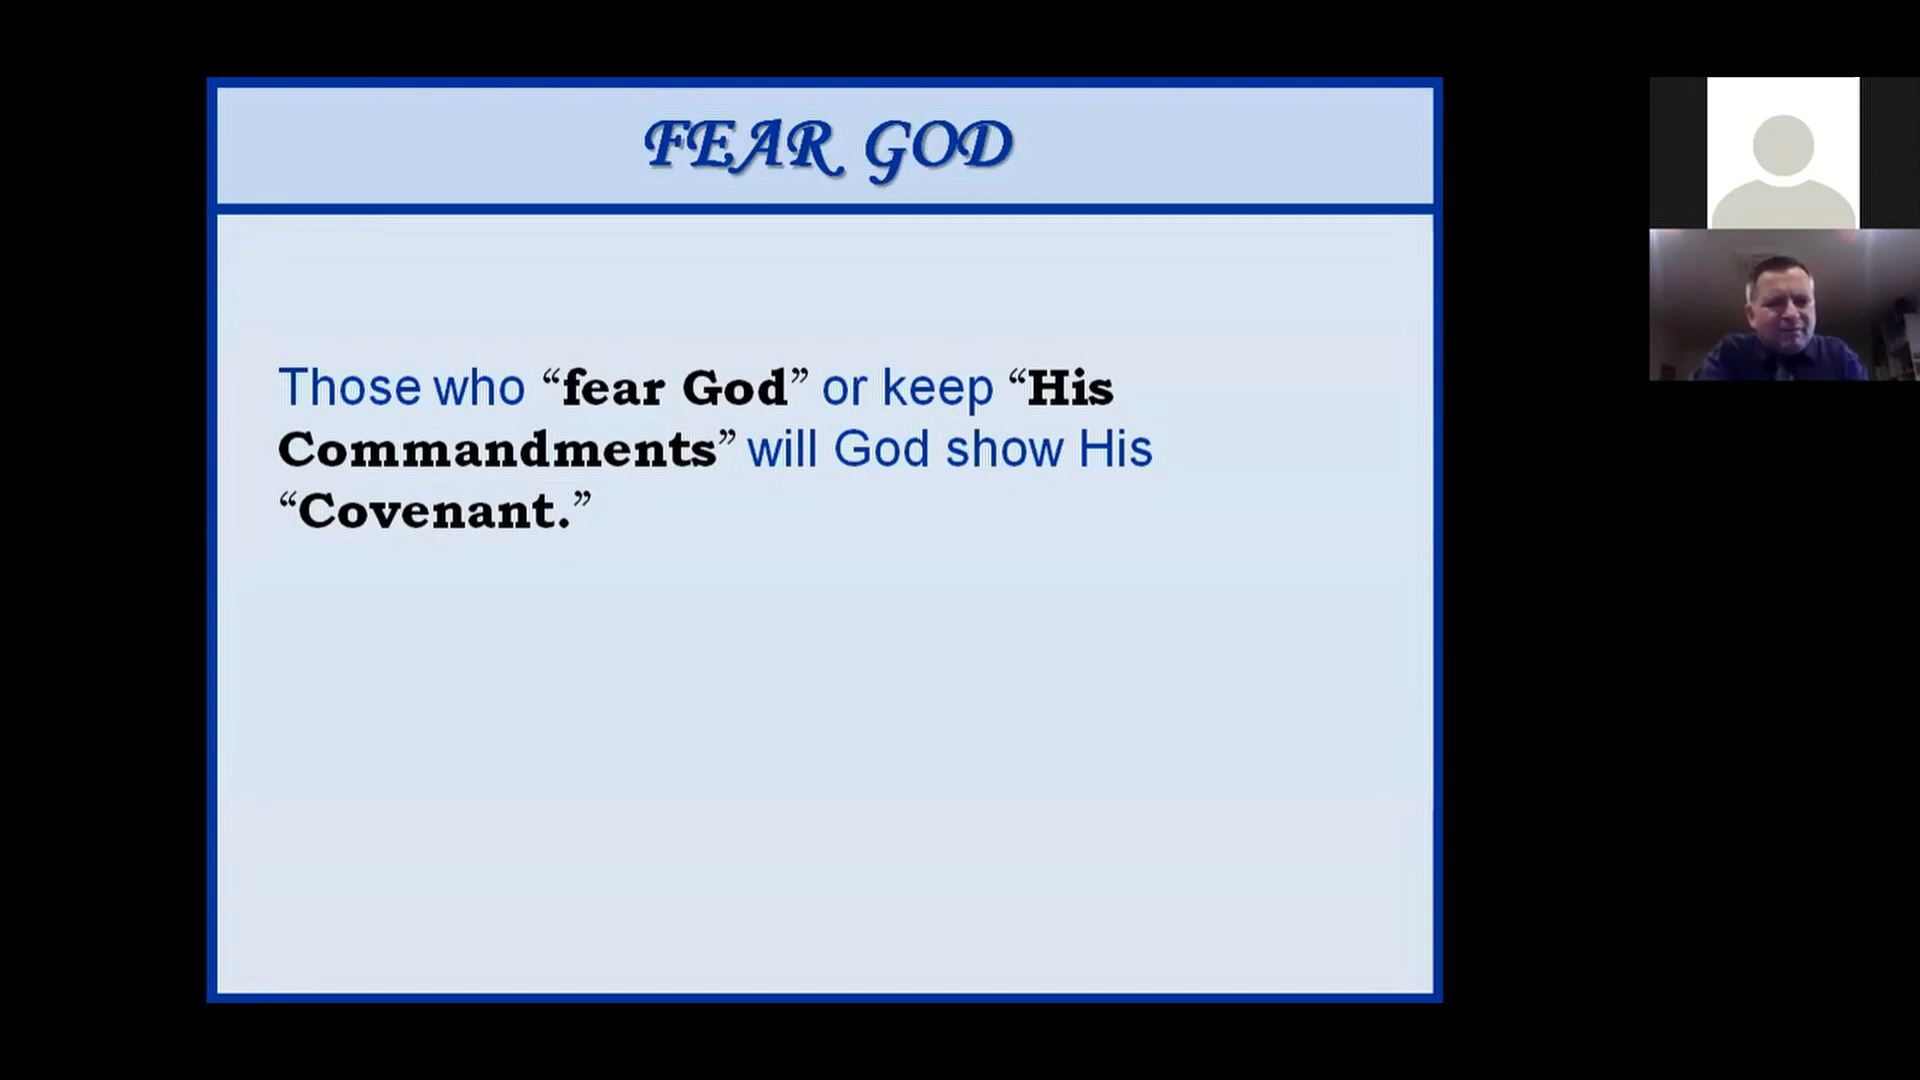 FEAR GOD
Those who “fear God” or keep “His
Commandments” will God show His
“Covenant.”